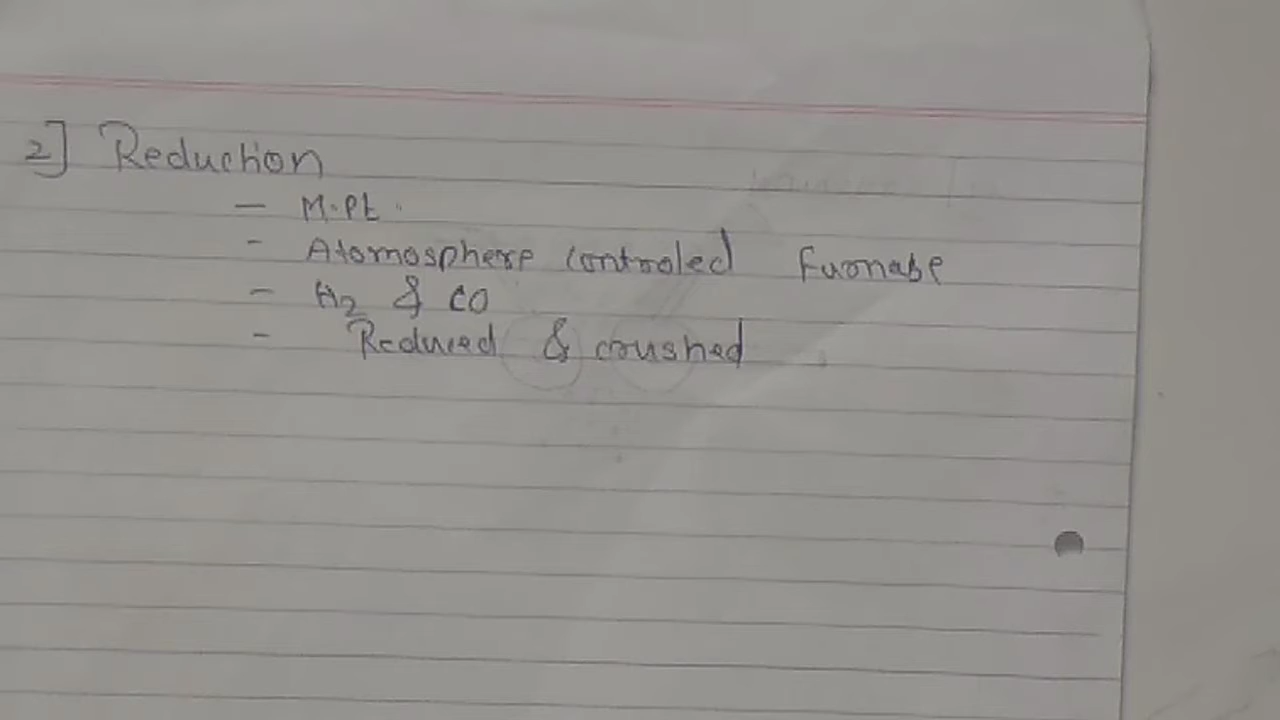 2] Reduction
- M.Pt.
- Atomosphere controled Furnase
- H2 & CO
- Reduced & crushed